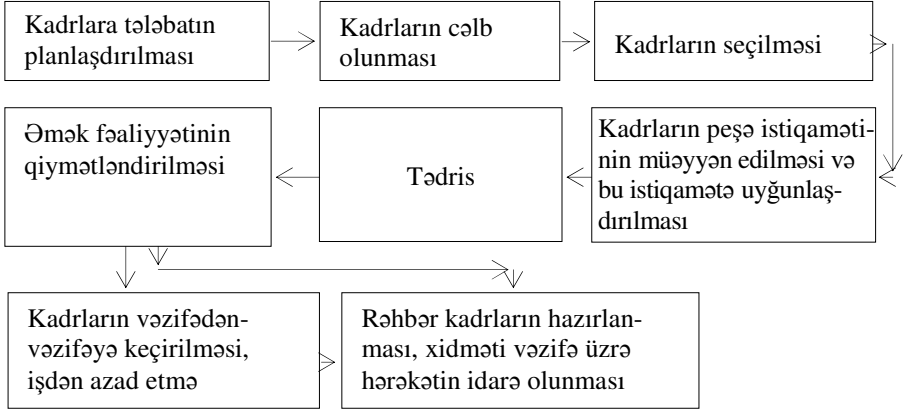 Kadrlara tələbatın
planlaşdırılması
Kadrların cəlb
olunması
Kadrların seçilməsi
Kadrların peşə istiqaməti-
nin müəyyən edilməsi və
bu istiqamətə uyğunlaş-
dırılması
Tədris
Əmək fəaliyyətinin
qiymətləndirilməsi
Kadrların vəzifədən-
vəzifəyə keçirilməsi,
işdən azad etmə
Rəhbər kadrların hazırlan-
ması, xidməti vəzifə üzrə
hərəkətin idarə olunması